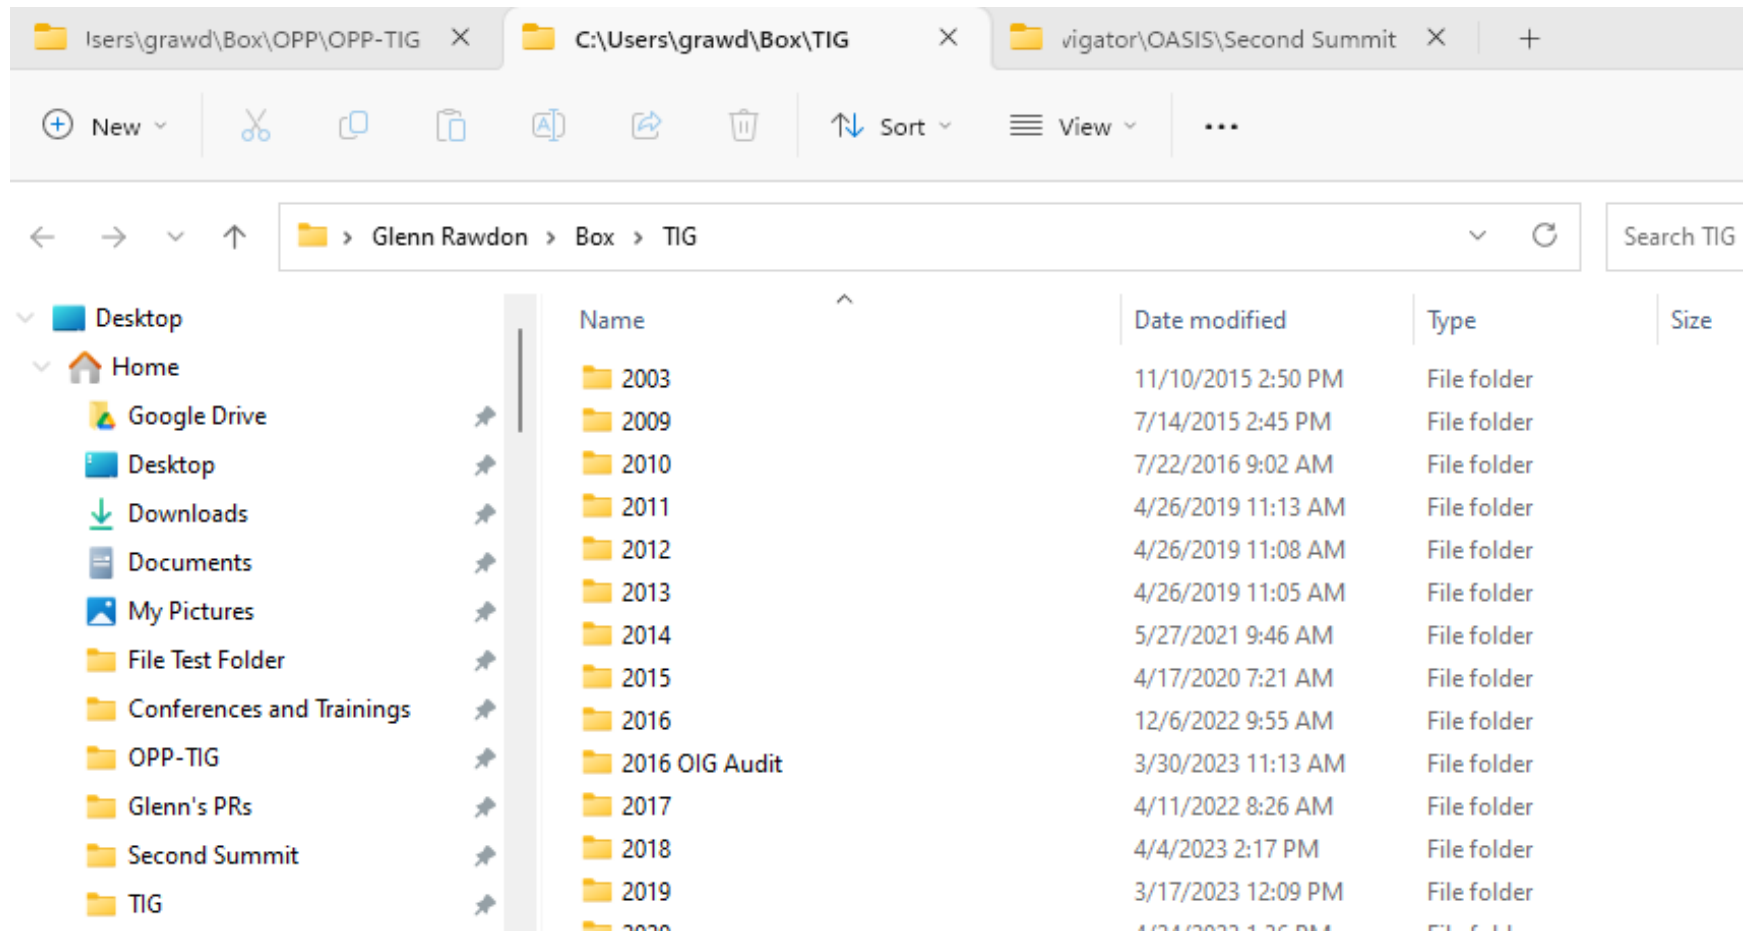 lsers\grawd\Box\OPP\OPP-TIG C:\Users\grawd\Box\TIG vigator\OASIS\Second Summit
New Sort View
Glenn Rawdon > Box > TIG Search TIG
Desktop
Home
Google Drive
Desktop
Downloads
Documents
My Pictures
File Test Folder
Conferences and Trainings
OPP-TIG
Glenn's PRs
Second Summit
TIG
Name Date modified Type Size
2003 11/10/2015 2:50 PM File folder
2009 7/14/2015 2:45 PM File folder
2010 7/22/2016 9:02 AM File folder
2011 4/26/2019 11:13 AM File folder
2012 4/26/2019 11:08 AM File folder
2013 4/26/2019 11:05 AM File folder
2014 5/27/2021 9:46 AM File folder
2015 4/17/2020 7:21 AM File folder
2016 12/6/2022 9:55 AM File folder
2016 OIG Audit 3/30/2023 11:13 AM File folder
2017 4/11/2022 8:26 AM File folder
2018 4/4/2023 2:17 PM File folder
2019 3/17/2023 12:09 PM File folder